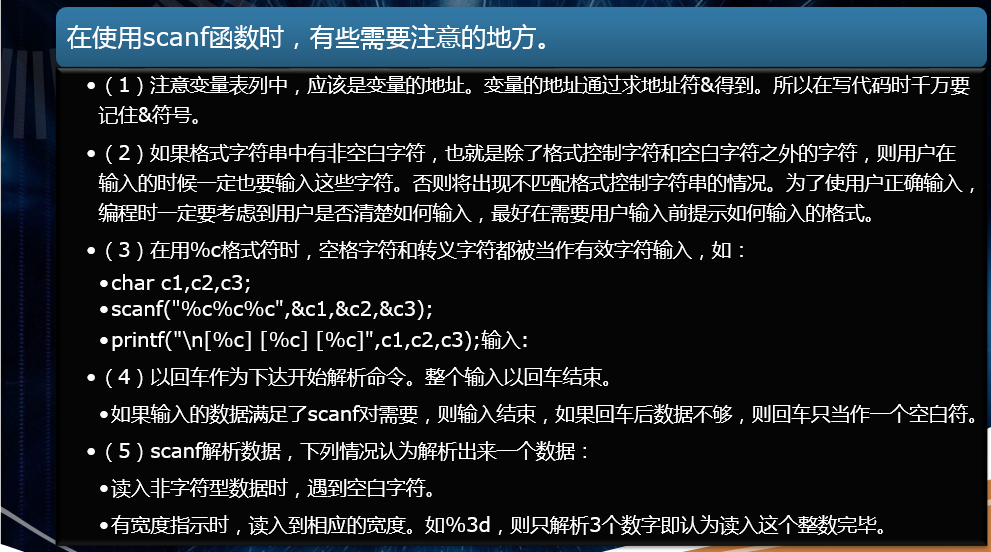 在使用scanf函数时，有些需要注意的地方。
•（1）注意变量表列中，应该是变量的地址。变量的地址通过求地址符&得到。所以在写代码时千万要
记住&符号。
•（2）如果格式字符串中有非空白字符，也就是除了格式控制字符和空白字符之外的字符，则用户在
输入的时候一定也要输入这些字符。否则将出现不匹配格式控制字符串的情况。为了使用户正确输入，
编程时一定要考虑到用户是否清楚如何输入，最好在需要用户输入前提示如何输入的格式。
•（3）在用%c格式符时，空格字符和转义字符都被当作有效字符输入，如：
•char c1,c2,c3;
•scanf("%c%c%c",&c1,&c2,&c3);
•printf("\n[%c] [%c] [%c]",c1,c2,c3);输入:
•（4）以回车作为下达开始解析命令。整个输入以回车结束。
•如果输入的数据满足了scanf对需要，则输入结束，如果回车后数据不够，则回车只当作一个空白符。
•（5）scanf解析数据，下列情况认为解析出来一个数据：
•读入非字符型数据时，遇到空白字符。
•有宽度指示时，读入到相应的宽度。如%3d，则只解析3个数字即认为读入这个整数完毕。